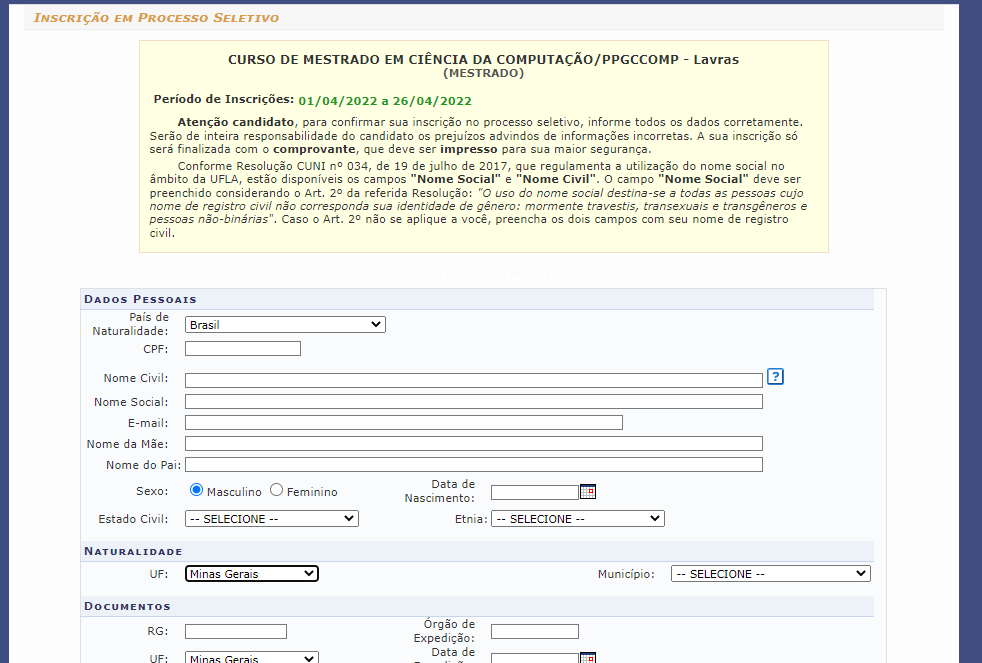 Inscrição em Processo Seletivo
CURSO DE MESTRADO EM CIÊNCIA DA COMPUTAÇÃO/PPGCCOMP - Lavras
(MESTRADO)
Período de Inscrições: 01/04/2022 a 26/04/2022
Atenção candidato, para confirmar sua inscrição no processo seletivo, informe todos os dados corretamente.
Serão de inteira responsabilidade do candidato os prejuízos advindos de informações incorretas. A sua inscrição só
será finalizada com o comprovante, que deve ser impresso para sua maior segurança.
Conforme Resolução CUNI nº 034, de 19 de julho de 2017, que regulamenta a utilização do nome social no
âmbito da UFLA, estão disponíveis os campos "Nome Social" e "Nome Civil". O campo "Nome Social" deve ser
preenchido considerando o Art. 2º da referida Resolução: "O uso do nome social destina-se a todas as pessoas cujo
nome de registro civil não corresponda sua identidade de gênero: mormente travestis, transexuais e transgêneros e
pessoas não-binárias". Caso o Art. 2º não se aplique a você, preencha os dois campos com seu nome de registro
civil.
Dados Pessoais
País de
Naturalidade: Brasil
CPF:
Nome Civil: ?
Nome Social:
E-mail:
Nome da Mãe:
Nome do Pai:
Sexo: Masculino Feminino Data de
Nascimento:
Estado Civil: -- SELECIONE -- Etnia: -- SELECIONE --
Naturalidade
UF: Minas Gerais Município: -- SELECIONE --
Documentos
RG: Órgão de
Expedição:
UF: Minas Gerais Data de